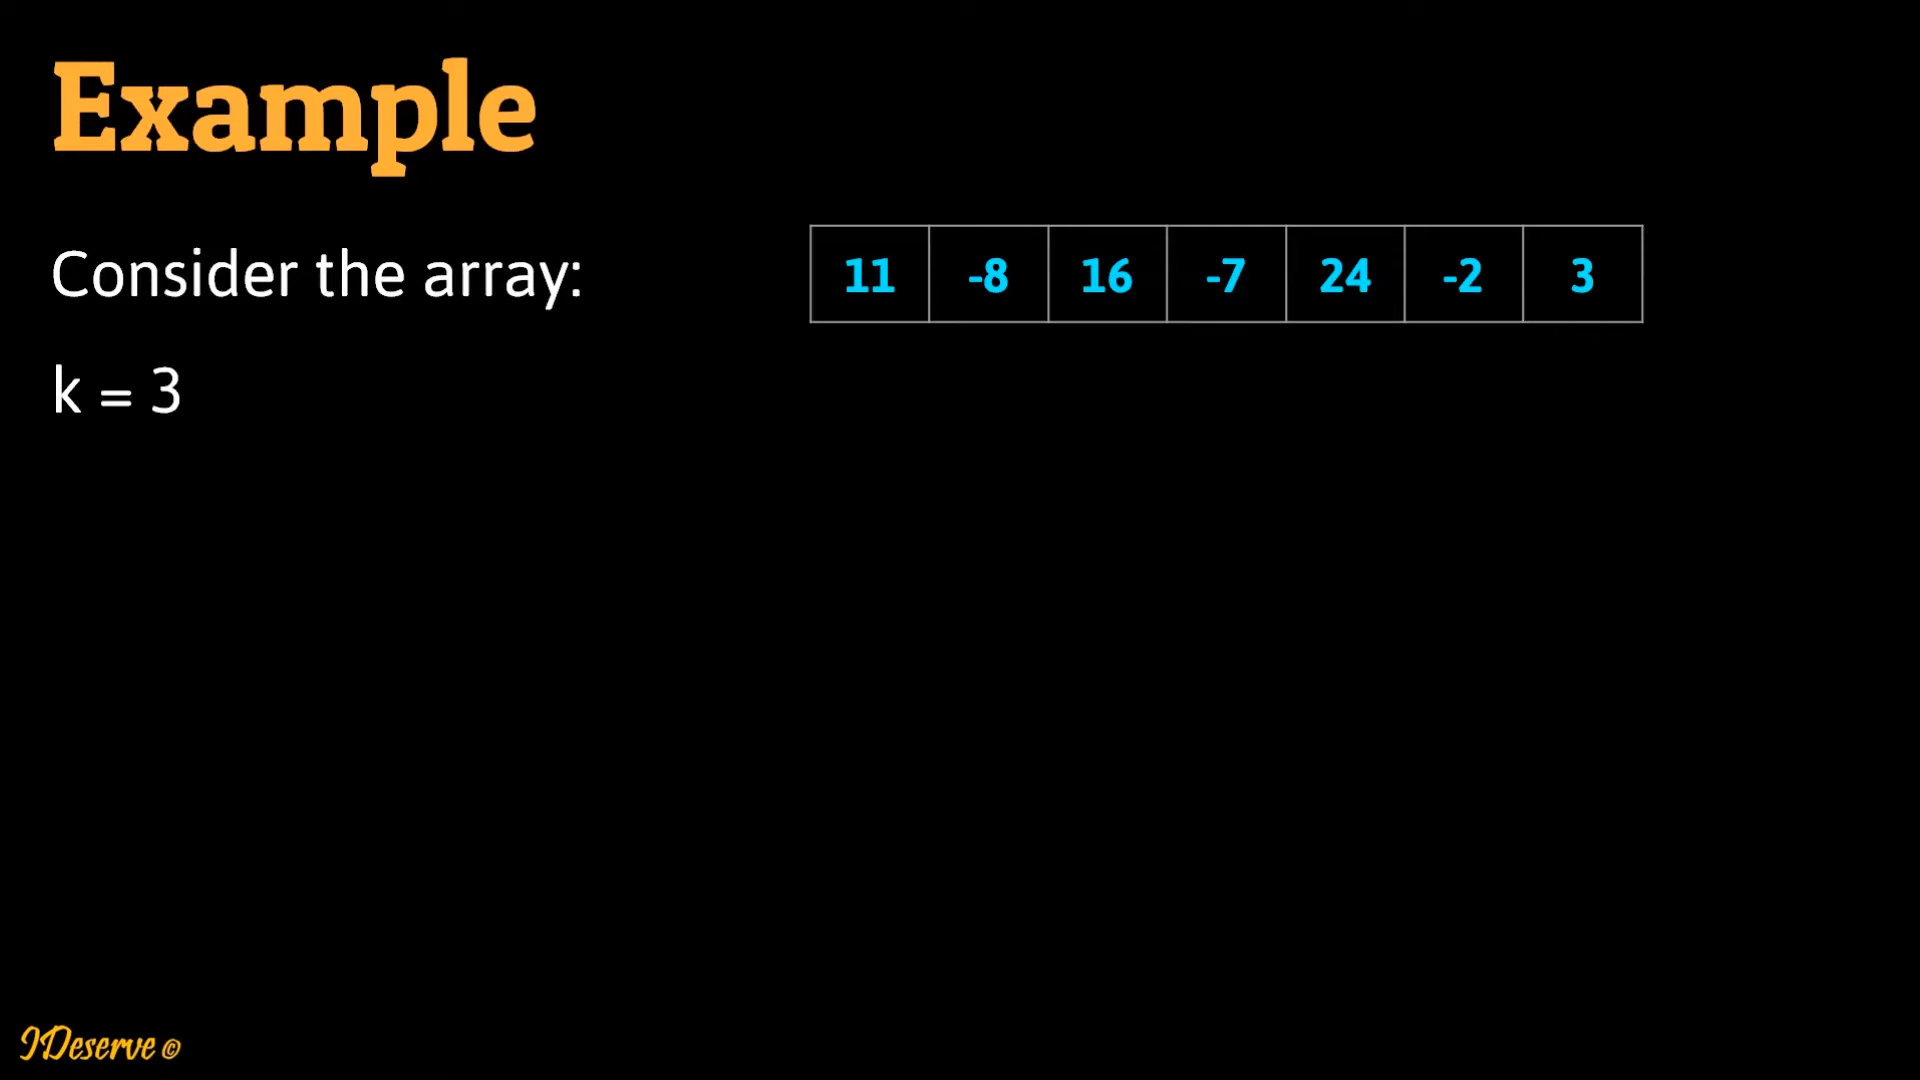 Example
Consider the array: 11 -8 16 -7 24 -2 3
k = 3
IDeserve ©